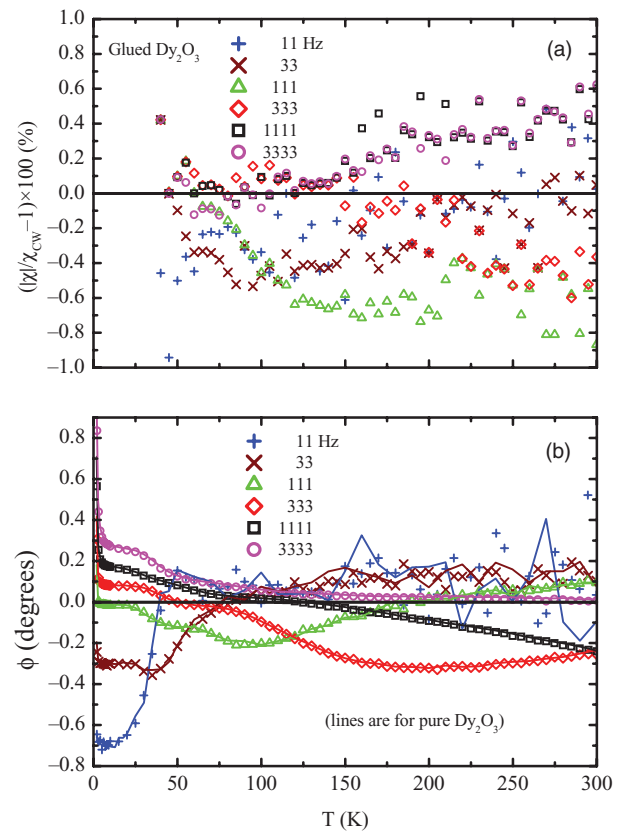 Glued Dy₂O₃
11 Hz
33
111
333
1111
3333
(a)
(|χ|/χCW−1)×100 (%)
1.0
0.8
0.6
0.4
0.2
0.0
−0.2
−0.4
−0.6
−0.8
−1.0
(b)
11 Hz
33
111
333
1111
3333
ϕ (degrees)
0.8
0.4
0.2
0.0
−0.2
−0.4
−0.6
−0.8
(lines are for pure Dy₂O₃)
0 50 100 150 200 250 300
T (K)